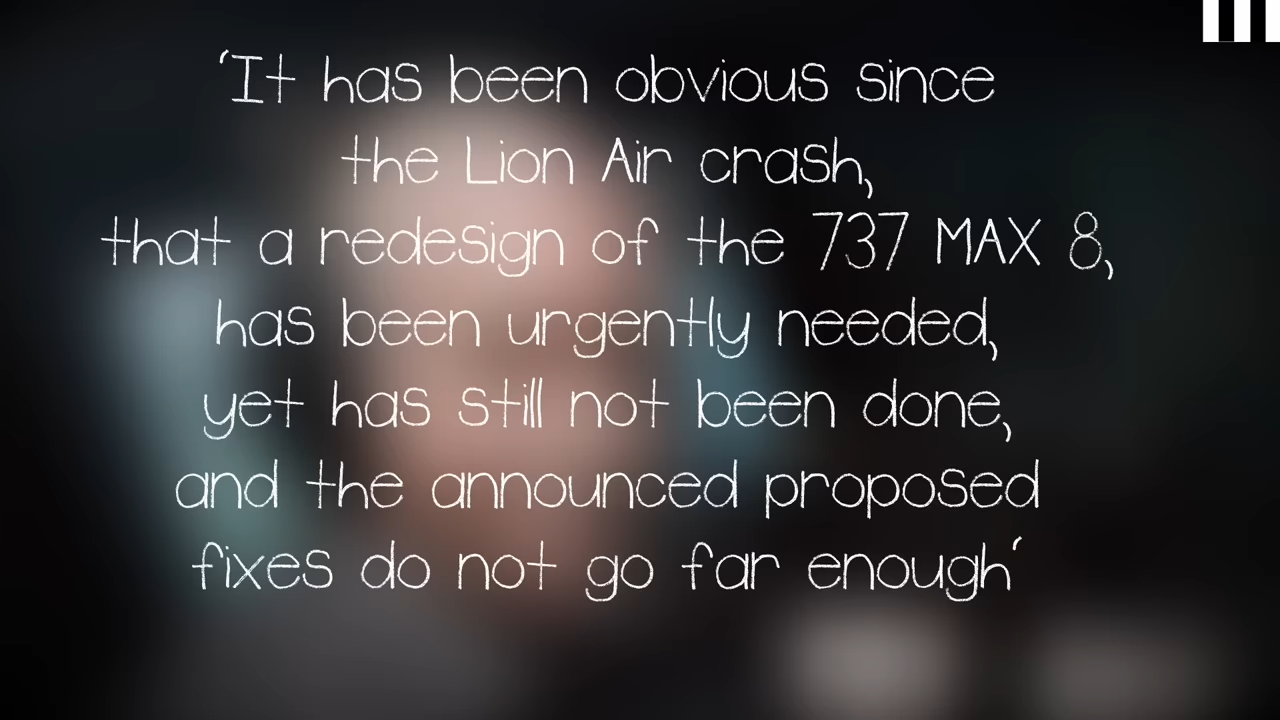 ‘It has been obvious since
the Lion Air crash,
that a redesign of the 737 MAX 8,
has been urgently needed,
yet has still not been done,
and the announced proposed
fixes do not go far enough‘